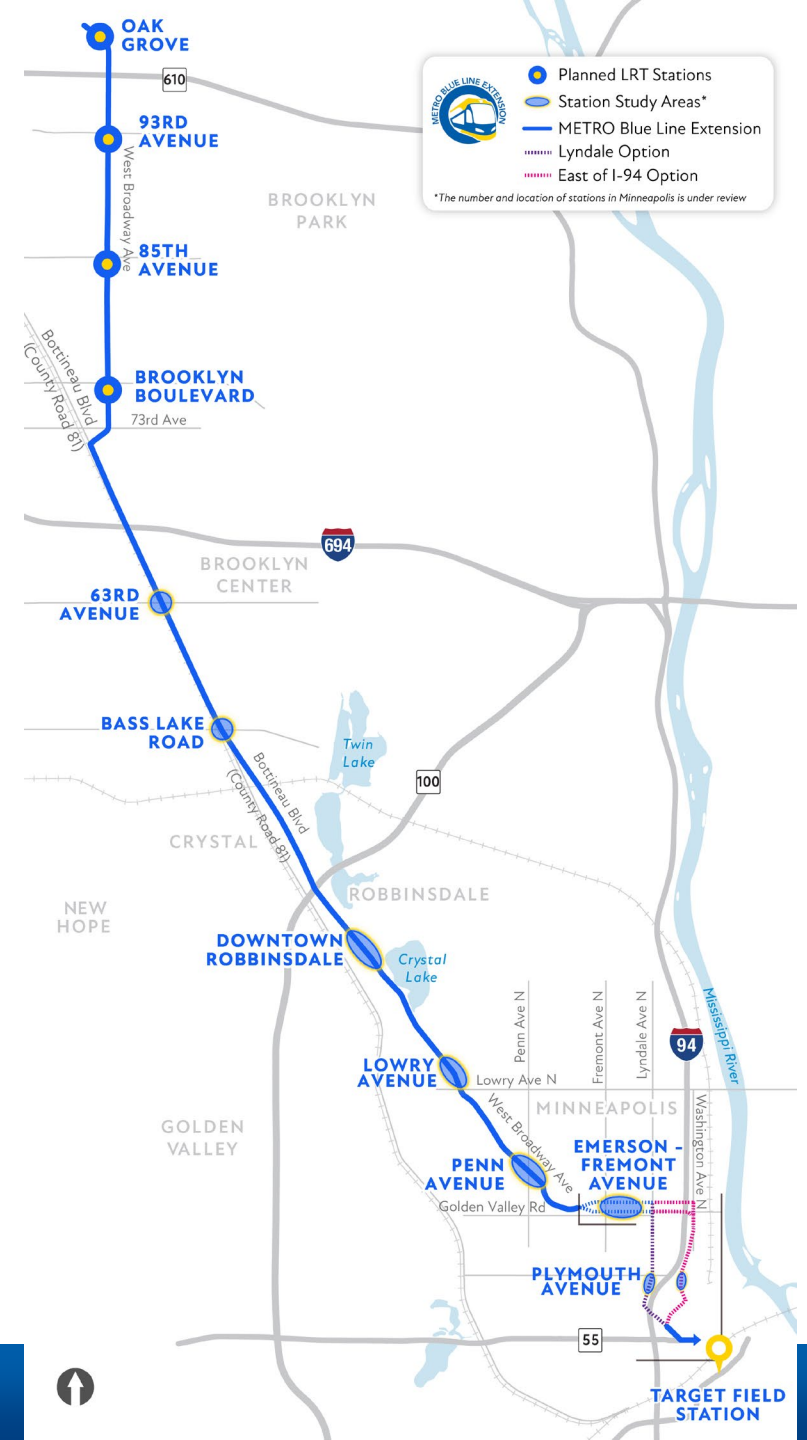 OAK
GROVE
610
METRO BLUE LINE EXTENSION
Planned LRT Stations
Station Study Areas*
METRO Blue Line Extension
Lyndale Option
East of I-94 Option
*The number and location of stations in Minneapolis is under review
93RD
AVENUE
West Broadway Ave
BROOKLYN
PARK
85TH
AVENUE
Bottineau Blvd
(County Road 81)
BROOKLYN
BOULEVARD
73rd Ave
694
BROOKLYN
CENTER
63RD
AVENUE
BASS LAKE
ROAD
Twin
Lake
Bottineau Blvd
(County Road 81)
100
CRYSTAL
ROBBINSDALE
NEW
HOPE
DOWNTOWN
ROBBINSDALE
Crystal
Lake
Penn Ave N
Fremont Ave N
Lyndale Ave N
94
Mississippi River
LOWRY
AVENUE
Lowry Ave N
West Broadway Ave
MINNEAPOLIS
Washington Ave N
GOLDEN
VALLEY
EMERSON -
FREMONT
AVENUE
PENN
AVENUE
Golden Valley Rd
PLYMOUTH
AVENUE
55
TARGET FIELD
STATION